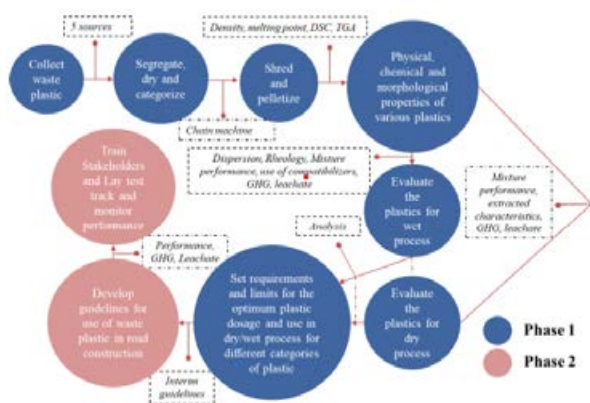 5 sources
Density, melting point, DSC, TGA
Collect
waste
plastic
Segregate,
dry and
categorize
Shred
and
pelletize
Physical,
chemical and
morphological
properties of
various plastics
Chain machine
Dispersion, Rheology, Mixture
performance, use of compatibilizers,
GHG, leachate
Train
Stakeholders
and Lay test
track and
monitor
performance
Evaluate
the
plastics for
wet
process
Mixture
performance,
extracted
characteristics,
GHG, leachate
Analysis
Performance,
GHG, Leachate
Develop
guidelines for
use of waste
plastic in road
construction
Set requirements
and limits for the
optimum plastic
dosage and use in
dry/wet process for
different categories
of plastic
Evaluate
the
plastics for
dry
process
Interim
guidelines
Phase 1
Phase 2